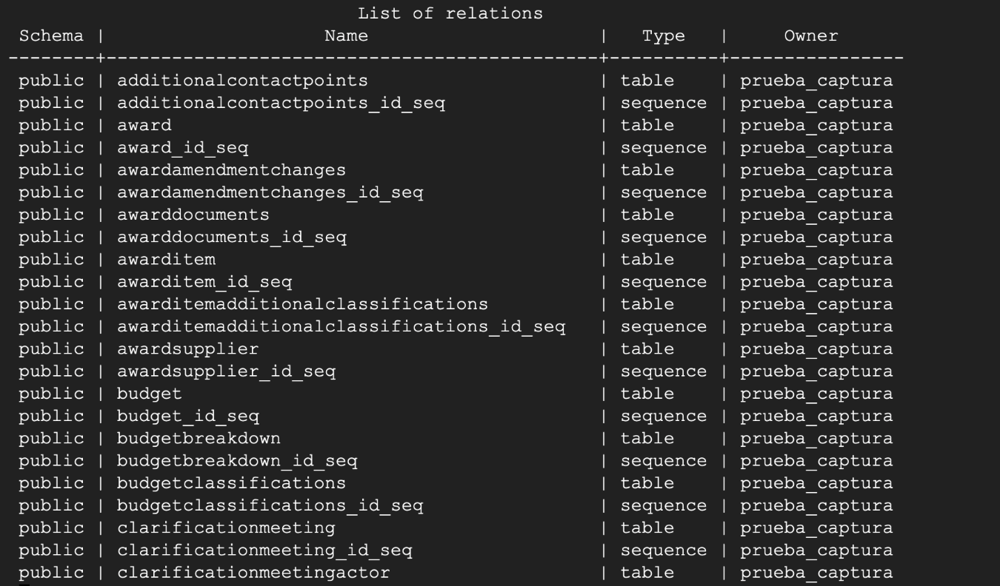 List of relations
 Schema |                    Name                     |   Type   |     Owner
--------+---------------------------------------------+----------+----------------
 public | additionalcontactpoints                     | table    | prueba_captura
 public | additionalcontactpoints_id_seq              | sequence | prueba_captura
 public | award                                       | table    | prueba_captura
 public | award_id_seq                                | sequence | prueba_captura
 public | awardamendmentchanges                       | table    | prueba_captura
 public | awardamendmentchanges_id_seq                | sequence | prueba_captura
 public | awarddocuments                              | table    | prueba_captura
 public | awarddocuments_id_seq                       | sequence | prueba_captura
 public | awarditem                                   | table    | prueba_captura
 public | awarditem_id_seq                            | sequence | prueba_captura
 public | awarditemadditionalclassifications          | table    | prueba_captura
 public | awarditemadditionalclassifications_id_seq   | sequence | prueba_captura
 public | awardsupplier                               | table    | prueba_captura
 public | awardsupplier_id_seq                        | sequence | prueba_captura
 public | budget                                      | table    | prueba_captura
 public | budget_id_seq                               | sequence | prueba_captura
 public | budgetbreakdown                             | table    | prueba_captura
 public | budgetbreakdown_id_seq                      | sequence | prueba_captura
 public | budgetclassifications                       | table    | prueba_captura
 public | budgetclassifications_id_seq                | sequence | prueba_captura
 public | clarificationmeeting                        | table    | prueba_captura
 public | clarificationmeeting_id_seq                 | sequence | prueba_captura
 public | clarificationmeetingactor                   | table    | prueba_captura